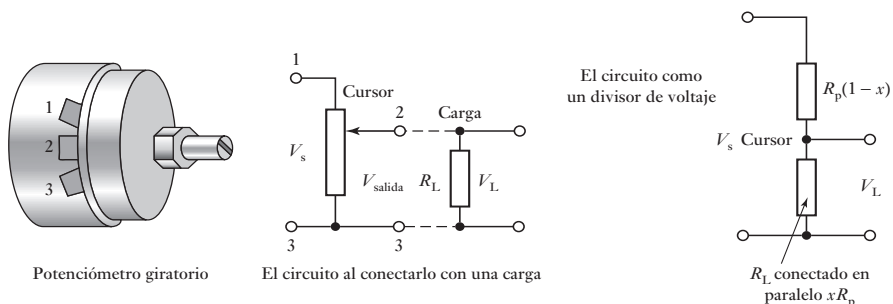 1
2
3
Potenciómetro giratorio
1
Cursor
2
Carga
V_s
V_salida
R_L
V_L
3
3
El circuito al conectarlo con una carga
El circuito como
un divisor de voltaje
R_p(1 − x)
V_s Cursor
V_L
R_L conectado en
paralelo xR_p